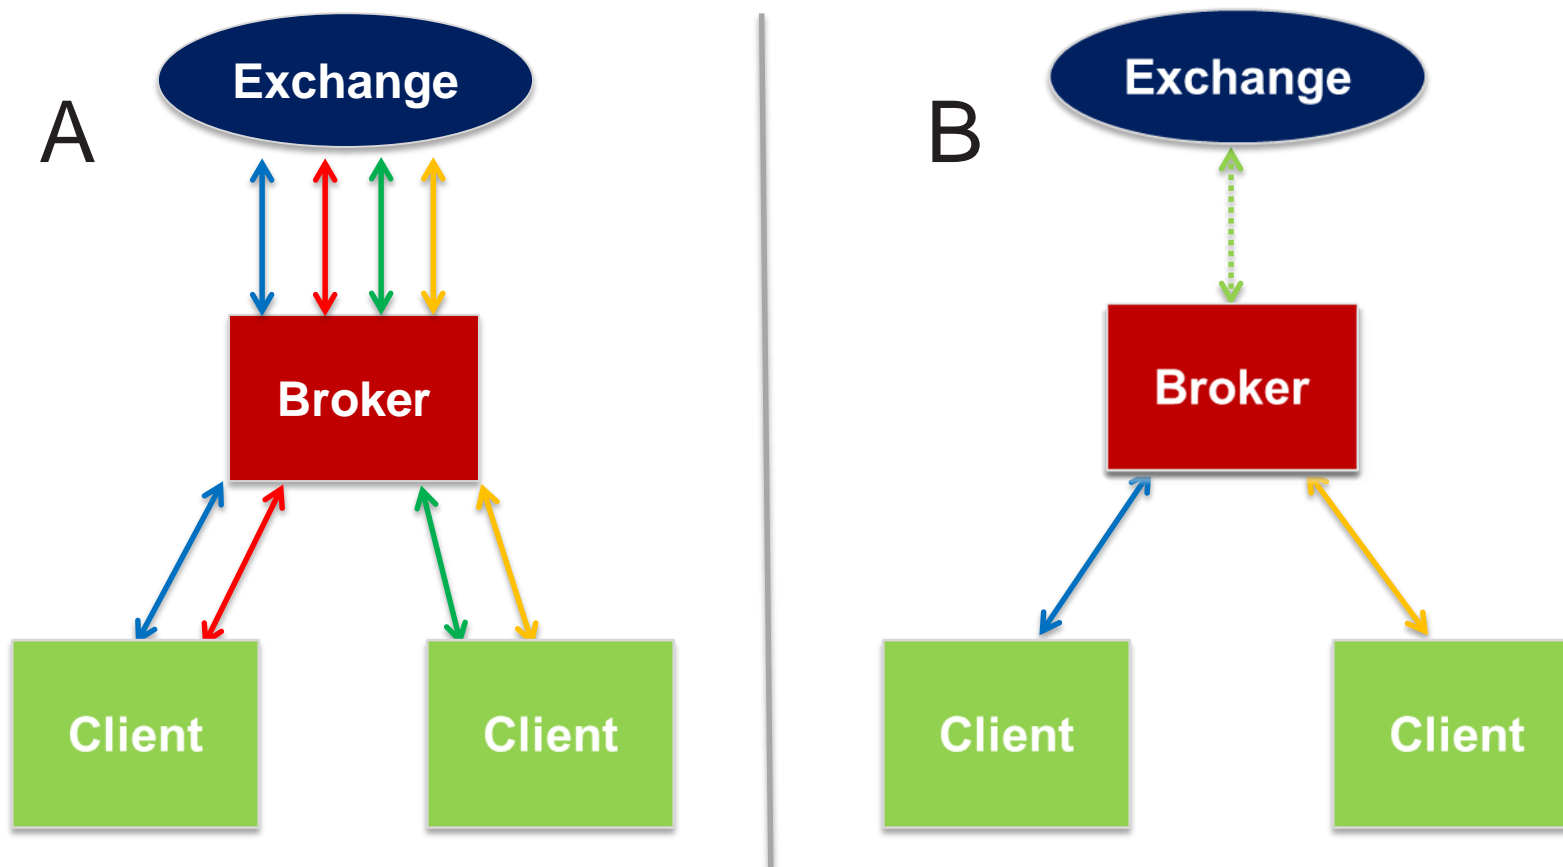 A
Exchange
Broker
Client
Client
B
Exchange
Broker
Client
Client